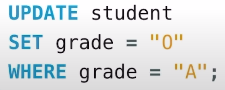 UPDATE student
SET grade = "O"
WHERE grade = "A";